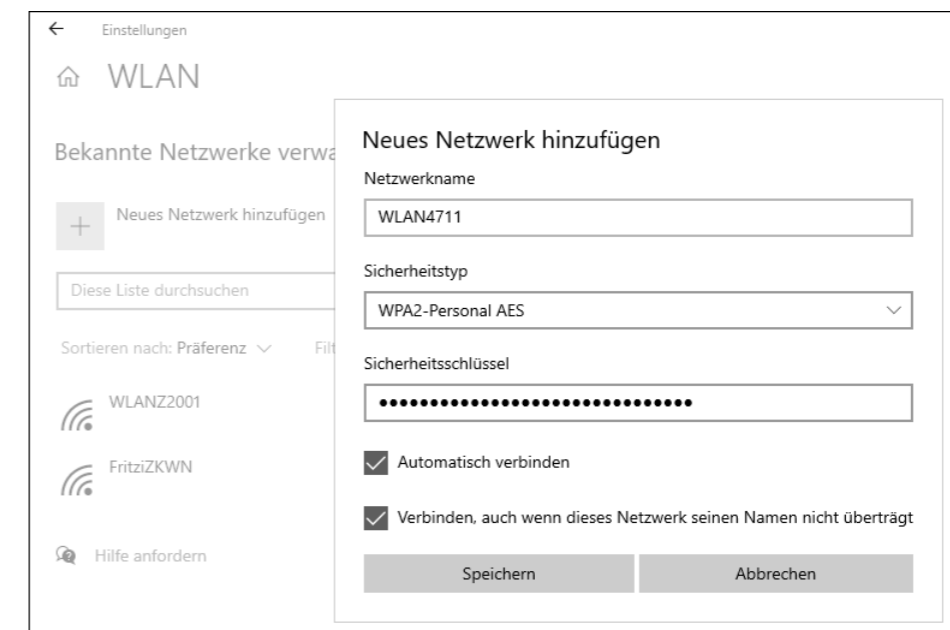 Einstellungen
WLAN
Bekannte Netzwerke verwa
Neues Netzwerk hinzufügen
Diese Liste durchsuchen
Sortieren nach: Präferenz
Filt
WLANZ2001
FritziZKWN
Hilfe anfordern
Neues Netzwerk hinzufügen
Netzwerkname
WLAN4711
Sicherheitstyp
WPA2-Personal AES
Sicherheitsschlüssel
●●●●●●●●●●●●●●●●●●●●●●●●●●●●●●●
Automatisch verbinden
Verbinden, auch wenn dieses Netzwerk seinen Namen nicht überträgt
Speichern
Abbrechen